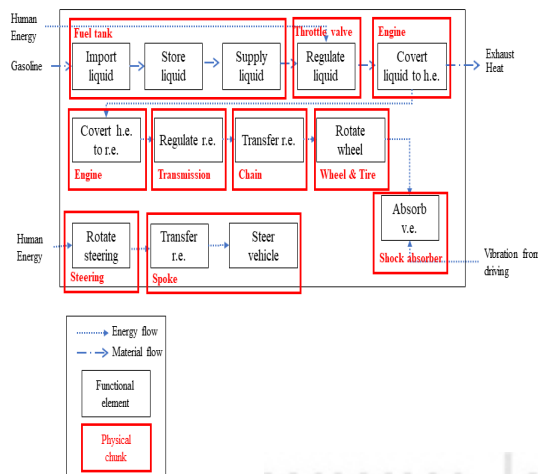 Human
Energy
Fuel tank
Throttle valve
Engine
Gasoline
Import
liquid
Store
liquid
Supply
liquid
Regulate
liquid
Covert
liquid to h.e.
Exhaust
Heat
Covert h.e.
to r.e.
Regulate r.e.
Transfer r.e.
Rotate
wheel
Engine
Transmission
Chain
Wheel & Tire
Absorb
v.e.
Shock absorber
Human
Energy
Rotate
steering
Transfer
r.e.
Steer
vehicle
Steering
Spoke
Vibration from
driving
Energy flow
Material flow
Functional
element
Physical
chunk